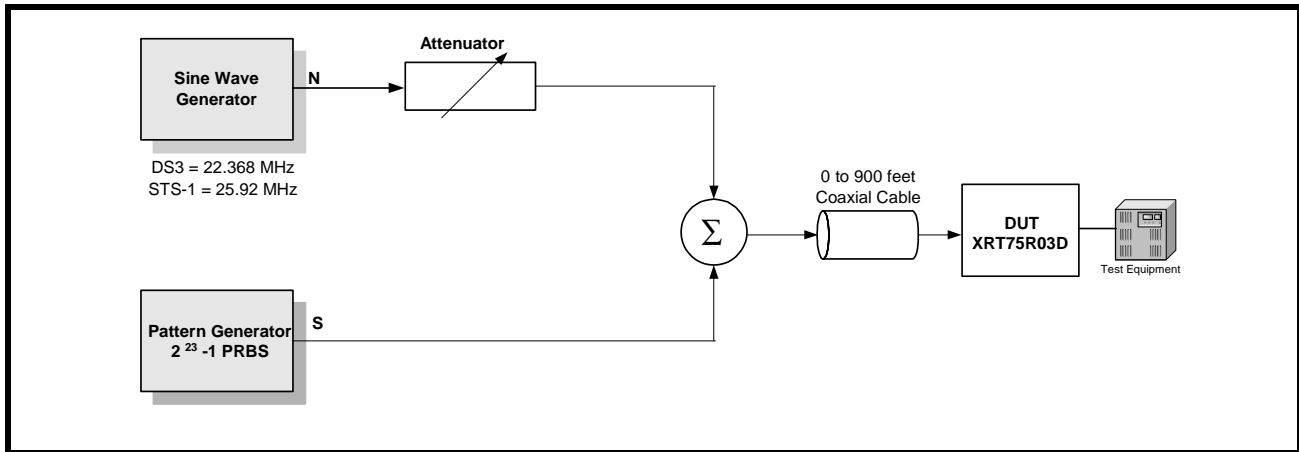 Attenuator
Sine Wave
Generator
N
DS3 = 22.368 MHz
STS-1 = 25.92 MHz
0 to 900 feet
Coaxial Cable
Σ
DUT
XRT75R03D
Test Equipment
Pattern Generator
2 23 -1 PRBS
S